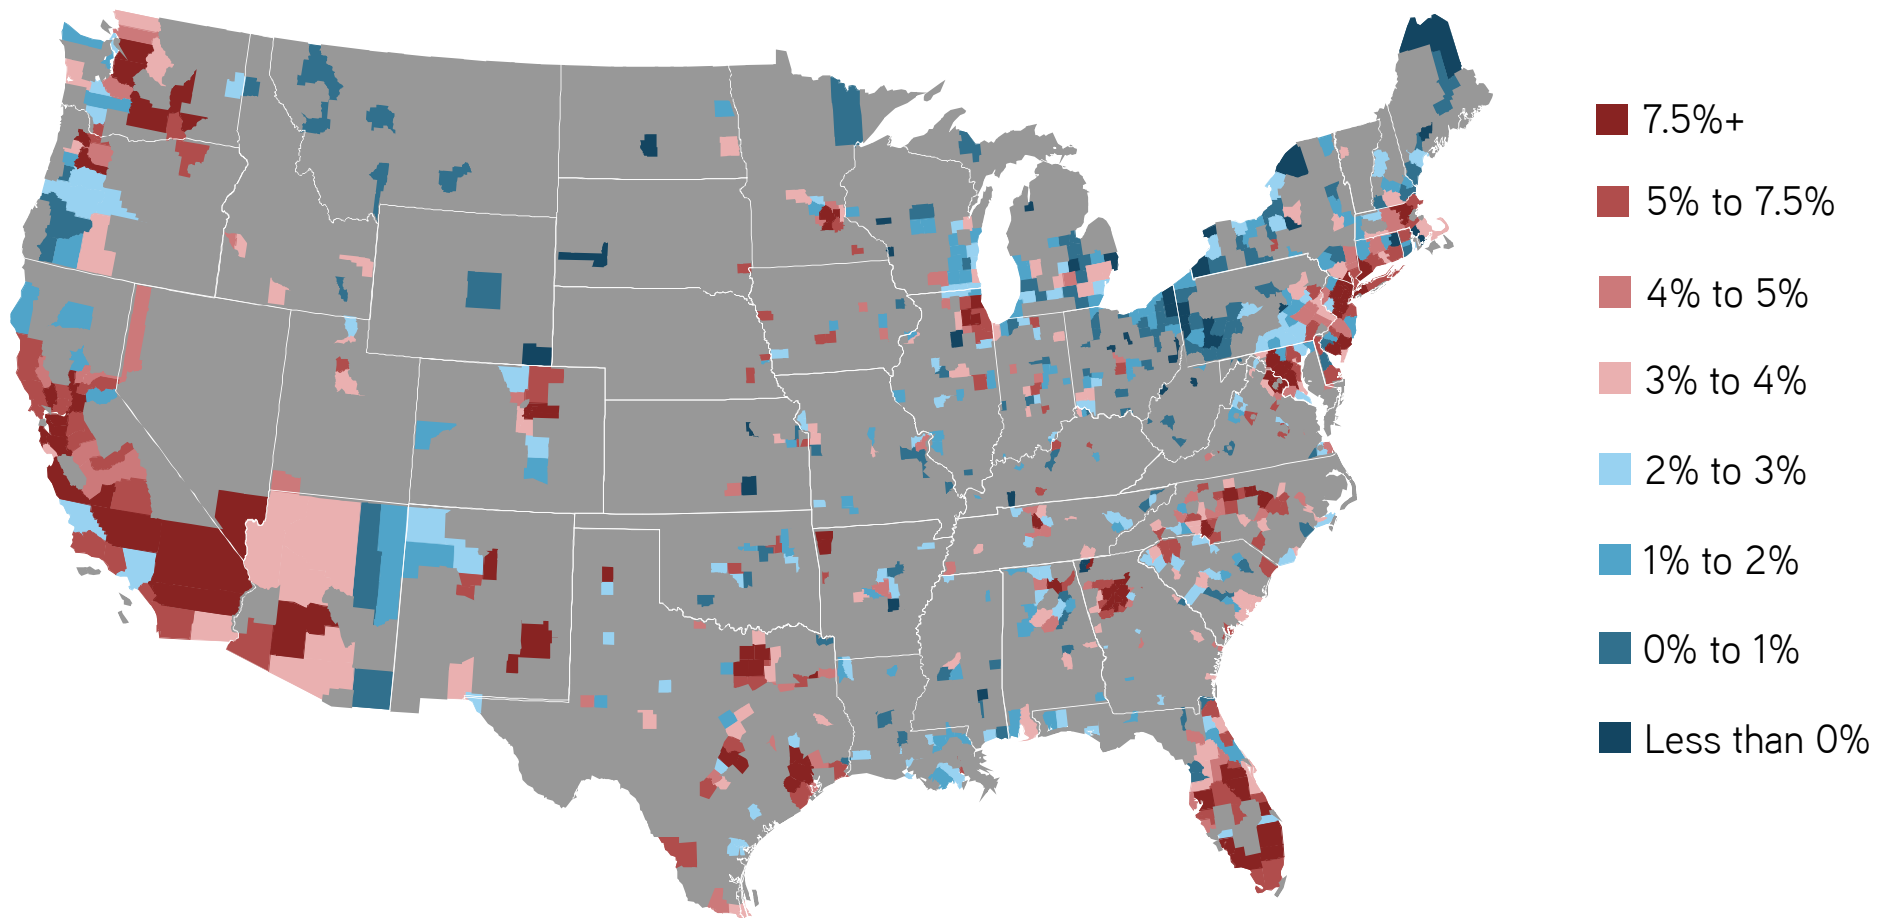 7.5%+
5% to 7.5%
4% to 5%
3% to 4%
2% to 3%
1% to 2%
0% to 1%
Less than 0%